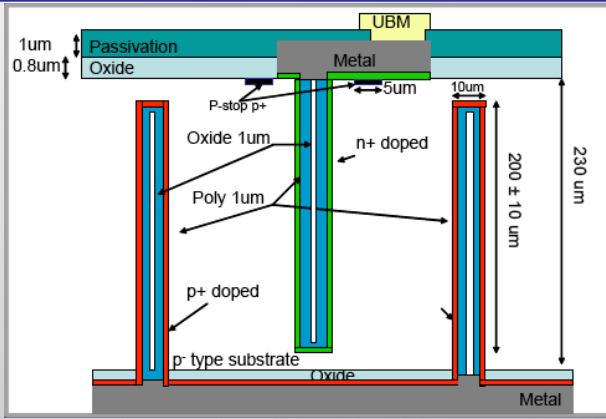 UBM
1um
Passivation
Metal
0.8um
Oxide
P-stop p+
5um
10um
Oxide 1um
n+ doped
Poly 1um
200 ± 10 um
230 um
p+ doped
p- type substrate
Oxide
Metal